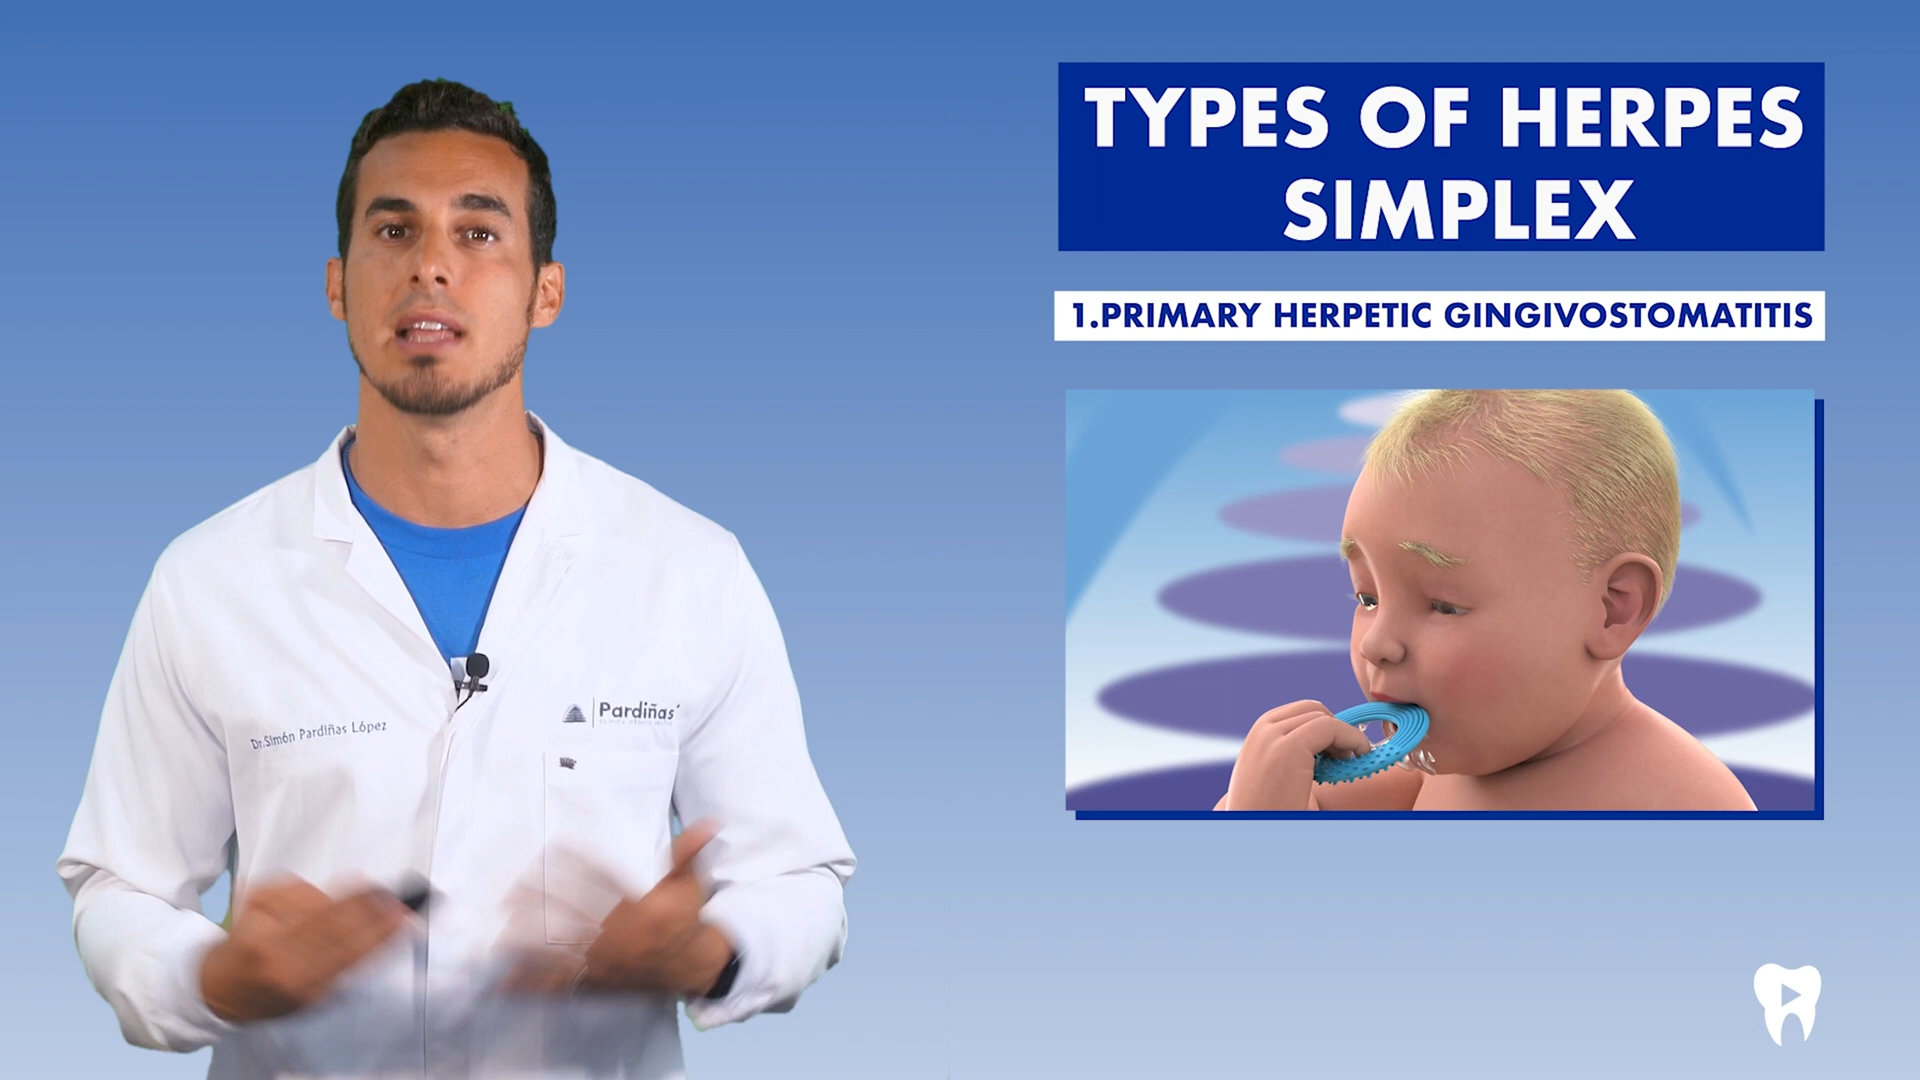 TYPES OF HERPES
SIMPLEX
1.PRIMARY HERPETIC GINGIVOSTOMATITIS
Pardiñas
Dr.Simón Pardiñas López